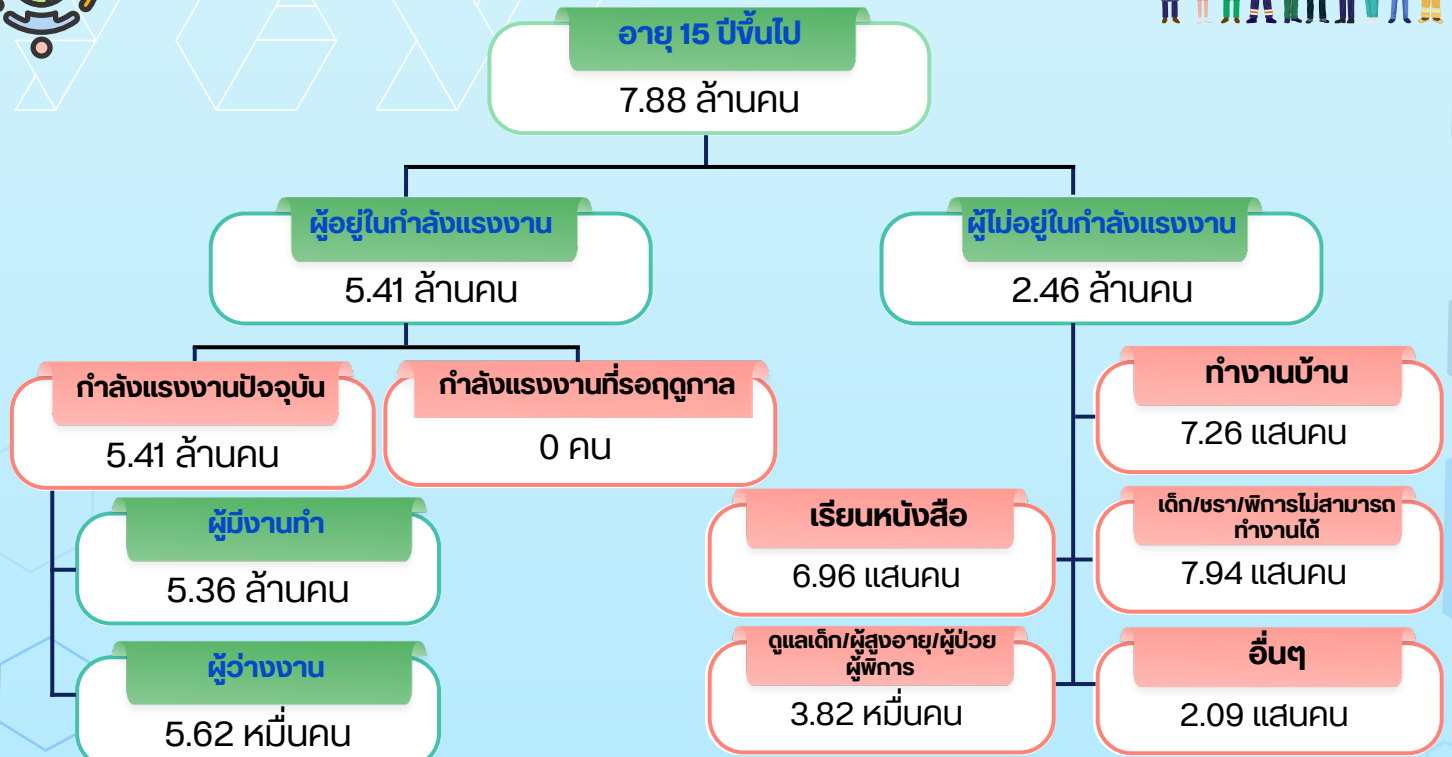 อายุ 15 ปีขึ้นไป
7.88 ล้านคน
ผู้อยู่ในกำลังแรงงาน
5.41 ล้านคน
ผู้ไม่อยู่ในกำลังแรงงาน
2.46 ล้านคน
กำลังแรงงานปัจจุบัน
5.41 ล้านคน
กำลังแรงงานที่รอฤดูกาล
0 คน
ผู้มีงานทำ
5.36 ล้านคน
ผู้ว่างงาน
5.62 หมื่นคน
ทำงานบ้าน
7.26 แสนคน
เรียนหนังสือ
6.96 แสนคน
เด็ก/ชรา/พิการไม่สามารถ
ทำงานได้
7.94 แสนคน
ดูแลเด็ก/ผู้สูงอายุ/ผู้ป่วย
ผู้พิการ
3.82 หมื่นคน
อื่นๆ
2.09 แสนคน